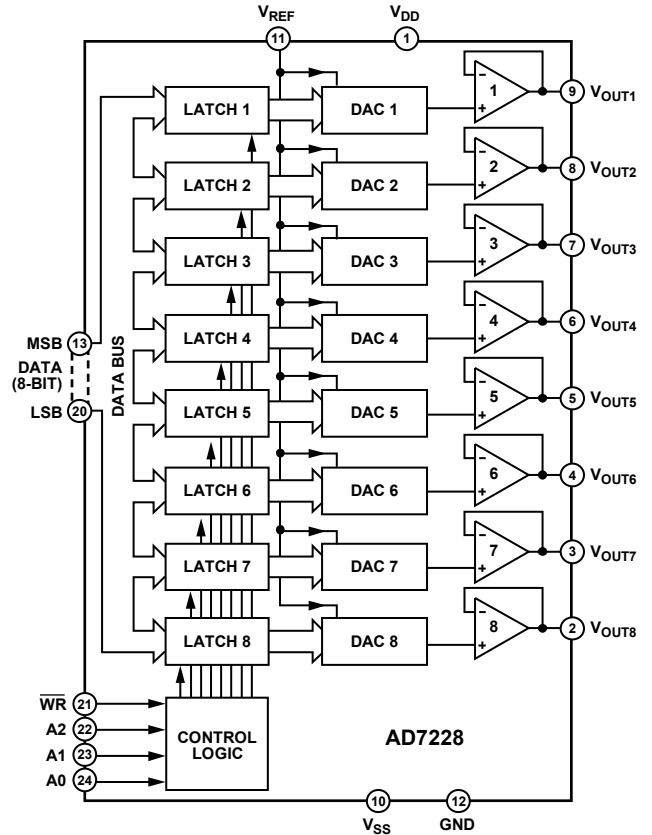 VREF VDD
11 1
LATCH 1 DAC 1 1 9 VOUT1
LATCH 2 DAC 2 2 8 VOUT2
LATCH 3 DAC 3 3 7 VOUT3
LATCH 4 DAC 4 4 6 VOUT4
LATCH 5 DAC 5 5 5 VOUT5
LATCH 6 DAC 6 6 4 VOUT6
LATCH 7 DAC 7 7 3 VOUT7
LATCH 8 DAC 8 8 2 VOUT8
MSB 13
DATA
(8-BIT)
LSB 20
DATA BUS
WR 21
A2 22
A1 23
A0 24
CONTROL
LOGIC
AD7228
10 12
VSS GND